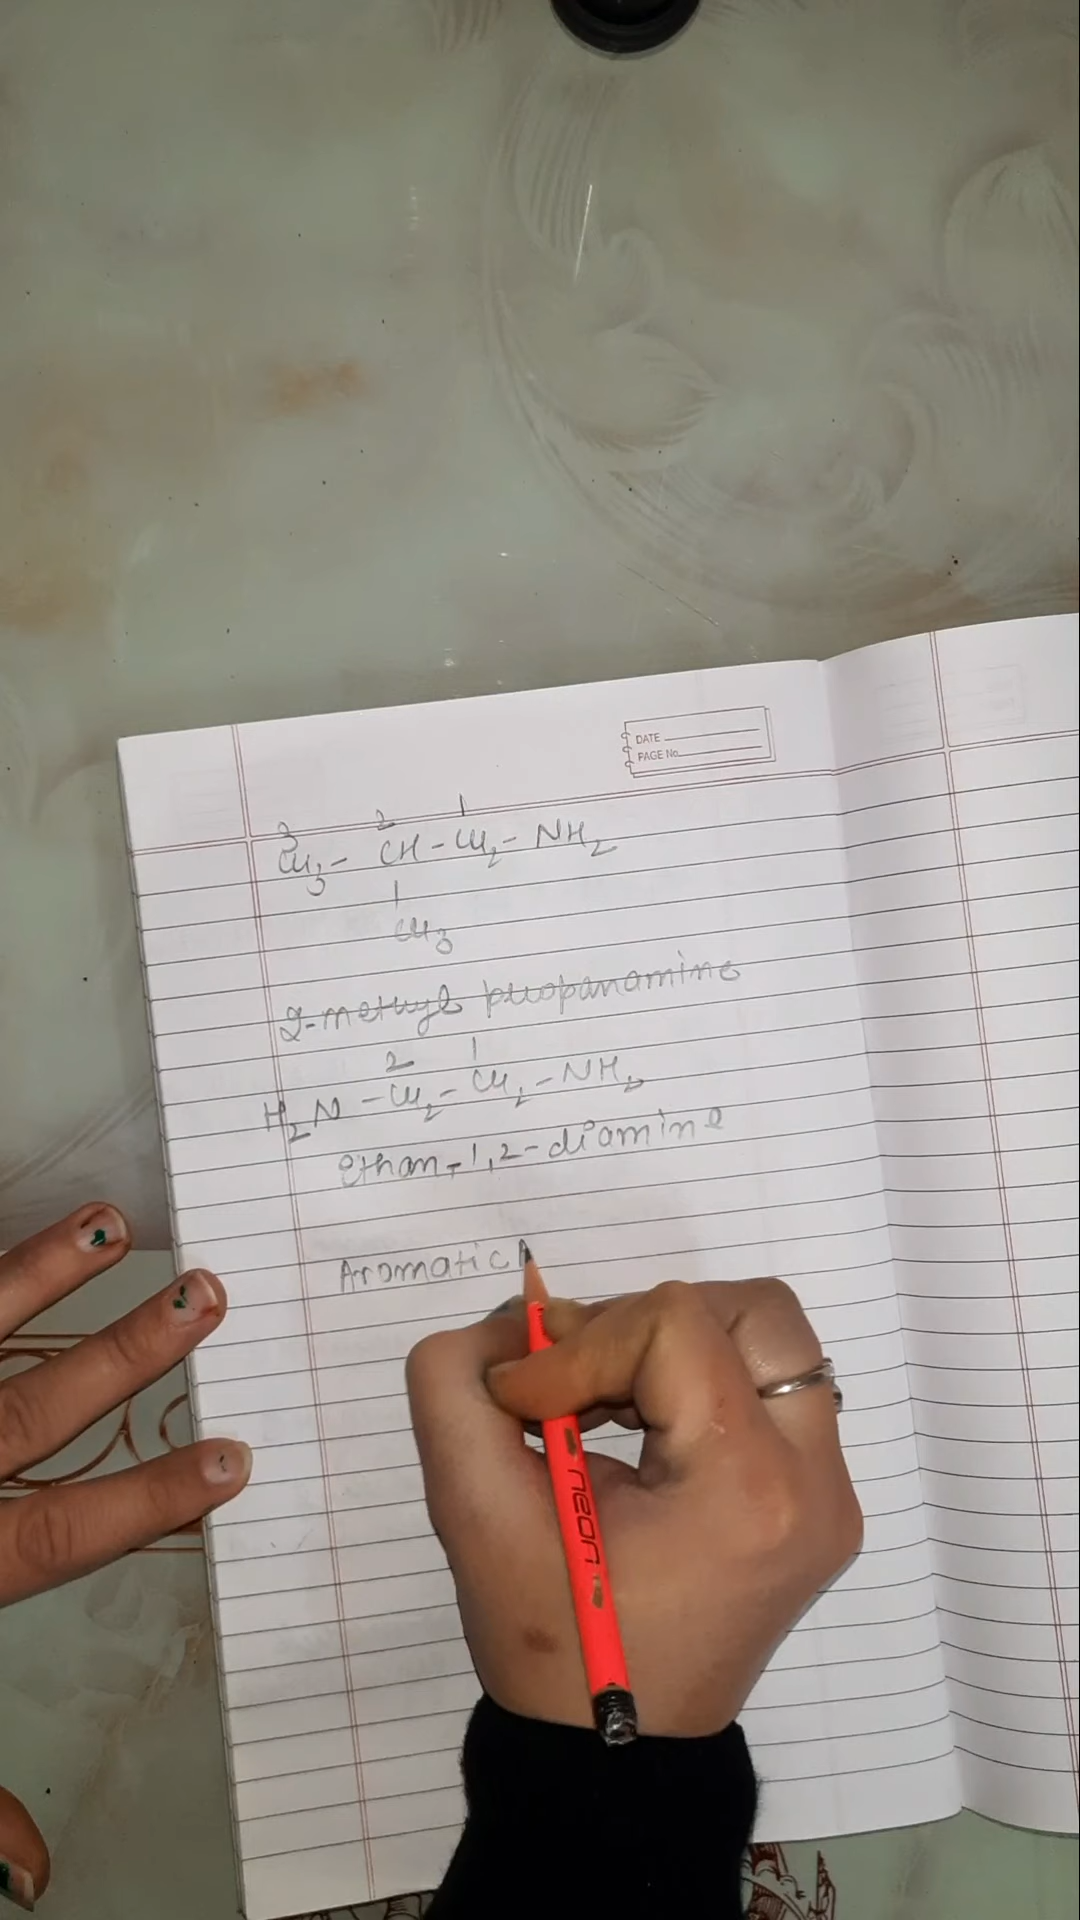 DATE
PAGE No.
3 2 1
CH3 - CH - CH2 - NH2
|
CH3
2-methyl propanamine
2 1
H2N - CH2 - CH2 - NH2
ethan-1,2-diamine
Aromatic A
neon